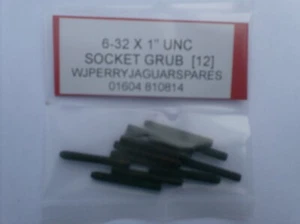 6-32 X 1" UNC
SOCKET GRUB [12]
WJPERRYJAGUARSPARES
01604 810814